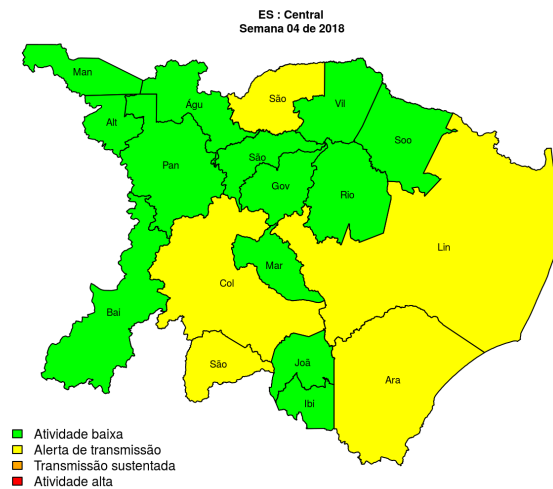 ES : Central
Semana 04 de 2018
Man
Águ
São
Vil
Alt
Soo
São
Pan
Gov
Rio
Lin
Mar
Col
Bai
São
Joã
Ara
Ibi
Atividade baixa
Alerta de transmissão
Transmissão sustentada
Atividade alta